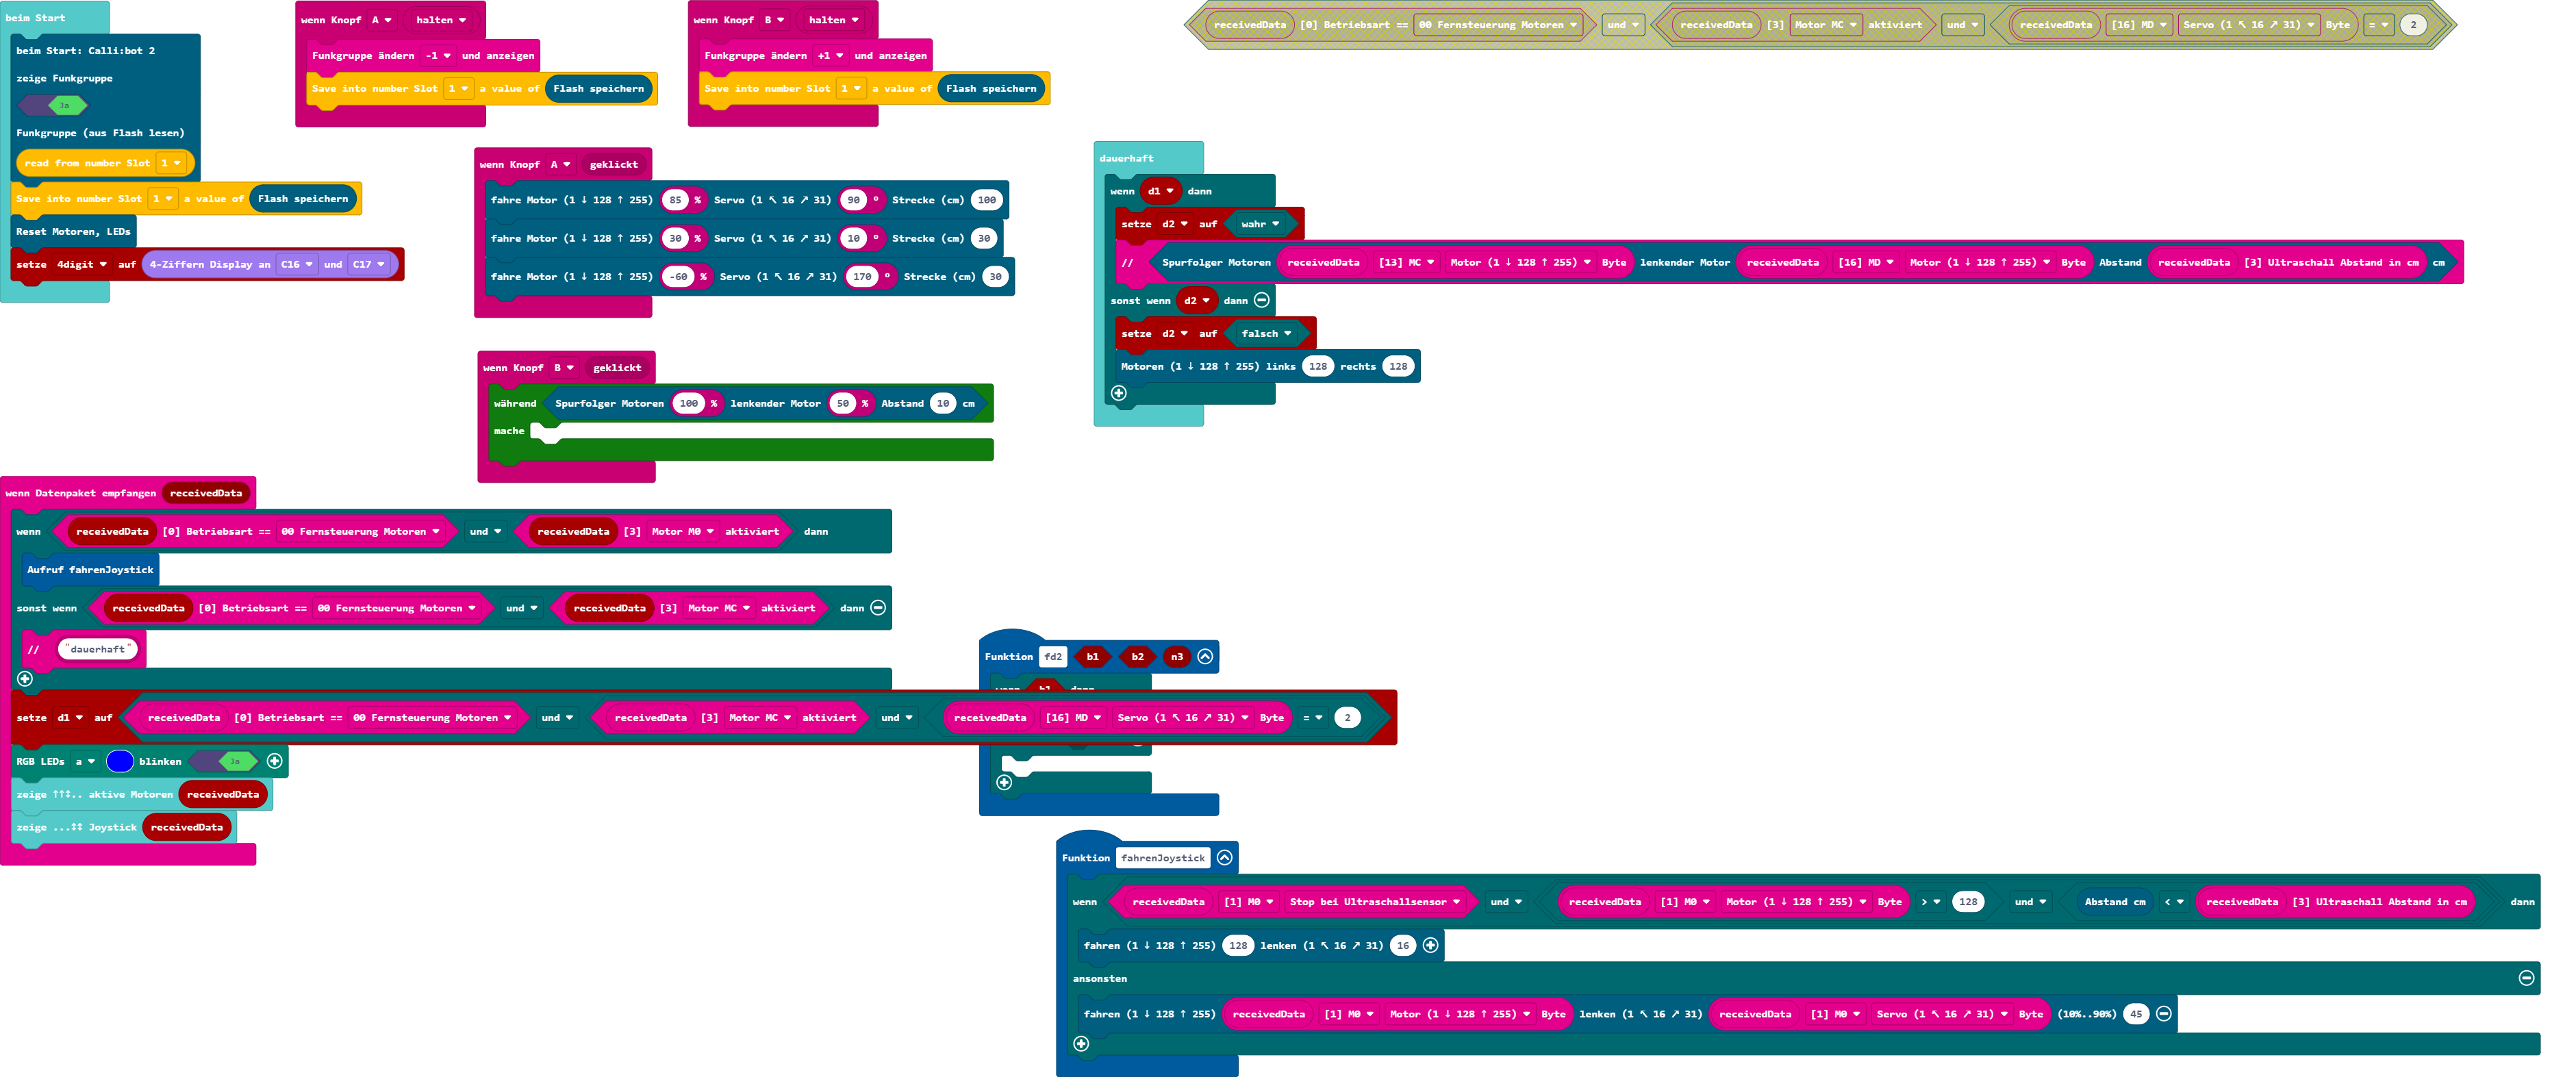 beim Start
beim Start: Calli:bot 2
zeige Funkgruppe
Ja
Funkgruppe (aus Flash lesen)
read from number Slot 1
Save into number Slot 1 a value of Flash speichern
Reset Motoren, LEDs
setze 4digit auf 4-Ziffern Display an C16 und C17
wenn Knopf A halten
Funkgruppe ändern -1 und anzeigen
Save into number Slot 1 a value of Flash speichern
wenn Knopf B halten
Funkgruppe ändern +1 und anzeigen
Save into number Slot 1 a value of Flash speichern
receivedData [0] Betriebsart == 00 Fernsteuerung Motoren und receivedData [3] Motor MC aktiviert und receivedData [16] MD Servo (1 ↖ 16 ↗ 31) Byte = 2
wenn Knopf A geklickt
fahre Motor (1 ↓ 128 ↑ 255) 85 % Servo (1 ↖ 16 ↗ 31) 90 ° Strecke (cm) 100
fahre Motor (1 ↓ 128 ↑ 255) 30 % Servo (1 ↖ 16 ↗ 31) 10 ° Strecke (cm) 30
fahre Motor (1 ↓ 128 ↑ 255) -60 % Servo (1 ↖ 16 ↗ 31) 170 ° Strecke (cm) 30
wenn Knopf B geklickt
während Spurfolger Motoren 100 % lenkender Motor 50 % Abstand 10 cm
mache
dauerhaft
wenn d1 dann
setze d2 auf wahr
// Spurfolger Motoren receivedData [13] MC Motor (1 ↓ 128 ↑ 255) Byte lenkender Motor receivedData [16] MD Motor (1 ↓ 128 ↑ 255) Byte Abstand receivedData [3] Ultraschall Abstand in cm cm
sonst wenn d2 dann
setze d2 auf falsch
Motoren (1 ↓ 128 ↑ 255) links 128 rechts 128
wenn Datenpaket empfangen receivedData
wenn receivedData [0] Betriebsart == 00 Fernsteuerung Motoren und receivedData [3] Motor M0 aktiviert dann
Aufruf fahrenJoystick
sonst wenn receivedData [0] Betriebsart == 00 Fernsteuerung Motoren und receivedData [3] Motor MC aktiviert dann
// "dauerhaft"
setze d1 auf receivedData [0] Betriebsart == 00 Fernsteuerung Motoren und receivedData [3] Motor MC aktiviert und receivedData [16] MD Servo (1 ↖ 16 ↗ 31) Byte = 2
RGB LEDs a blinken Ja
zeige ↑↑↕.. aktive Motoren receivedData
zeige ...↕↕ Joystick receivedData
Funktion fd2 b1 b2 n3
wenn b1 dann
Funktion fahrenJoystick
wenn receivedData [1] M0 Stop bei Ultraschallsensor und receivedData [1] M0 Motor (1 ↓ 128 ↑ 255) Byte > 128 und Abstand cm < receivedData [3] Ultraschall Abstand in cm dann
fahren (1 ↓ 128 ↑ 255) 128 lenken (1 ↖ 16 ↗ 31) 16
ansonsten
fahren (1 ↓ 128 ↑ 255) receivedData [1] M0 Motor (1 ↓ 128 ↑ 255) Byte lenken (1 ↖ 16 ↗ 31) receivedData [1] M0 Servo (1 ↖ 16 ↗ 31) Byte (10%..90%) 45